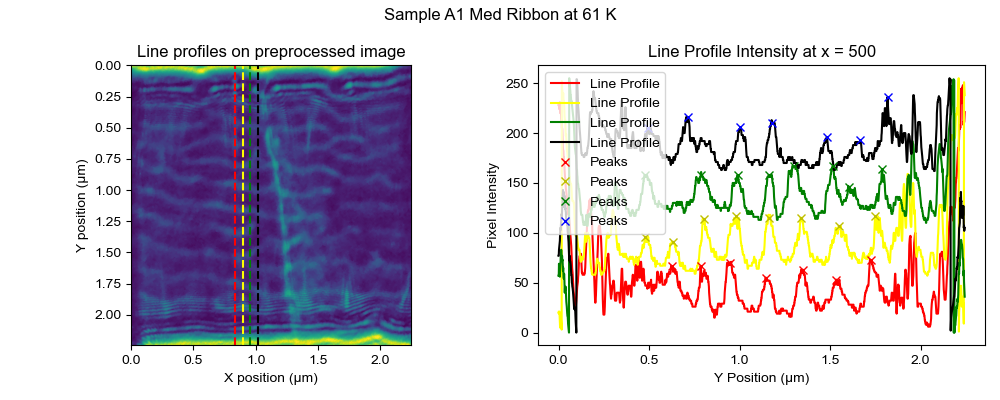 Sample A1 Med Ribbon at 61 K
Line profiles on preprocessed image
0.00
0.25
0.50
0.75
1.00
1.25
1.50
1.75
2.00
Y position (μm)
0.0
0.5
1.0
1.5
2.0
X position (μm)
Line Profile Intensity at x = 500
250
200
150
100
50
0
Pixel Intensity
Line Profile
Line Profile
Line Profile
Line Profile
Peaks
Peaks
Peaks
Peaks
0.0
0.5
1.0
1.5
2.0
Y Position (μm)